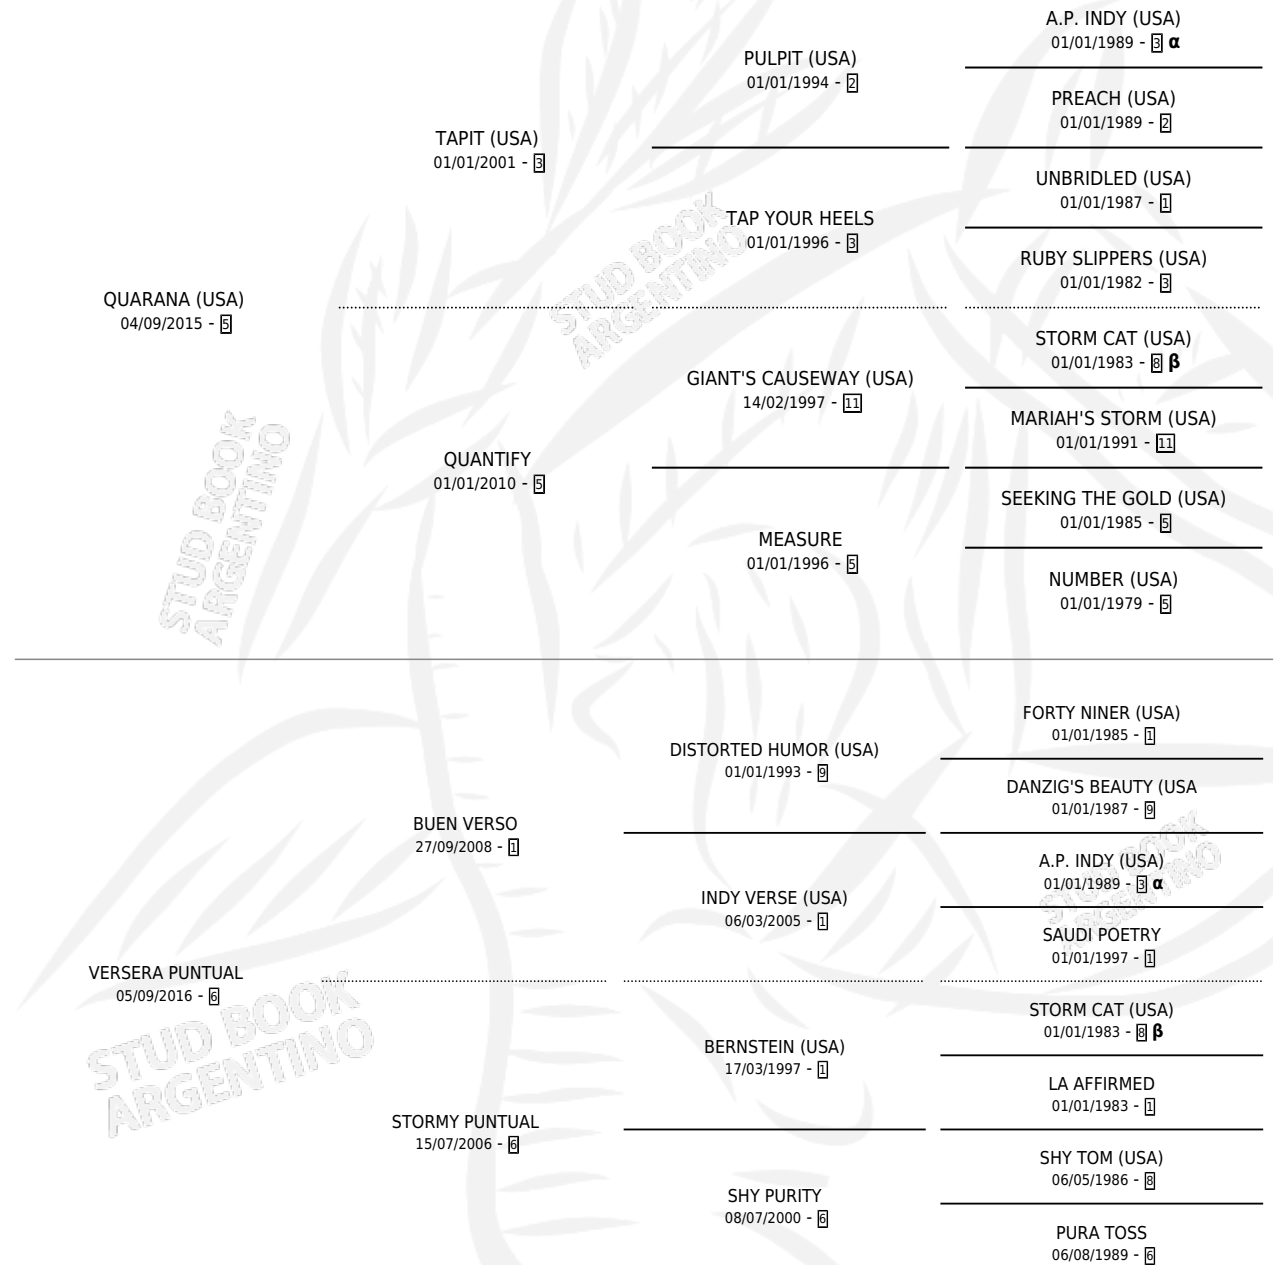 A.P. INDY (USA)
01/01/1989 - 3 α
PULPIT (USA)
01/01/1994 - 2
PREACH (USA)
01/01/1989 - 2
TAPIT (USA)
01/01/2001 - 3
UNBRIDLED (USA)
01/01/1987 - 1
TAP YOUR HEELS
01/01/1996 - 3
RUBY SLIPPERS (USA)
01/01/1982 - 3
QUARANA (USA)
04/09/2015 - 5
STORM CAT (USA)
01/01/1983 - 8 β
GIANT'S CAUSEWAY (USA)
14/02/1997 - 11
MARIAH'S STORM (USA)
01/01/1991 - 11
QUANTIFY
01/01/2010 - 5
SEEKING THE GOLD (USA)
01/01/1985 - 5
MEASURE
01/01/1996 - 5
NUMBER (USA)
01/01/1979 - 5
STUD BOOK
ARGENTINO
STUD BOOK
ARGENTINO
FORTY NINER (USA)
01/01/1985 - 1
DISTORTED HUMOR (USA)
01/01/1993 - 9
DANZIG'S BEAUTY (USA
01/01/1987 - 9
BUEN VERSO
27/09/2008 - 1
A.P. INDY (USA)
01/01/1989 - 3 α
INDY VERSE (USA)
06/03/2005 - 1
SAUDI POETRY
01/01/1997 - 1
VERSERA PUNTUAL
05/09/2016 - 6
STORM CAT (USA)
01/01/1983 - 8 β
BERNSTEIN (USA)
17/03/1997 - 1
LA AFFIRMED
01/01/1983 - 1
STORMY PUNTUAL
15/07/2006 - 6
SHY TOM (USA)
06/05/1986 - 8
SHY PURITY
08/07/2000 - 6
PURA TOSS
06/08/1989 - 6
STUD BOOK
ARGENTINO
STUD BOOK
ARGENTINO